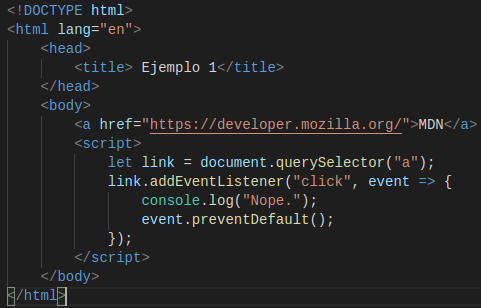 <!DOCTYPE html>
<html lang="en">
    <head>
        <title> Ejemplo 1</title>
    </head>
    <body>
        <a href="https://developer.mozilla.org/">MDN</a>
        <script>
            let link = document.querySelector("a");
            link.addEventListener("click", event => {
                console.log("Nope.");
                event.preventDefault();
            });
        </script>
    </body>
</html>